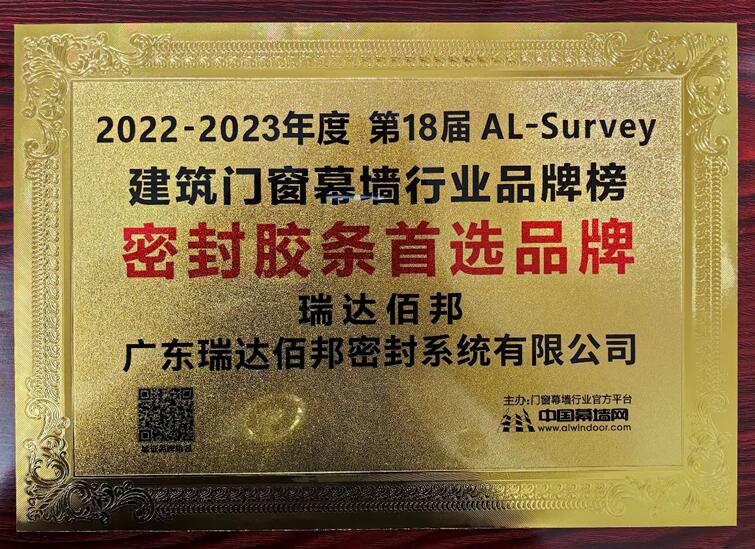 2022-2023年度 第18届 AL-Survey
建筑门窗幕墙行业品牌榜
密封胶条首选品牌
瑞达佰邦
广东瑞达佰邦密封系统有限公司
主办:门窗幕墙行业官方平台
中国幕墙网
www.alwindoor.com